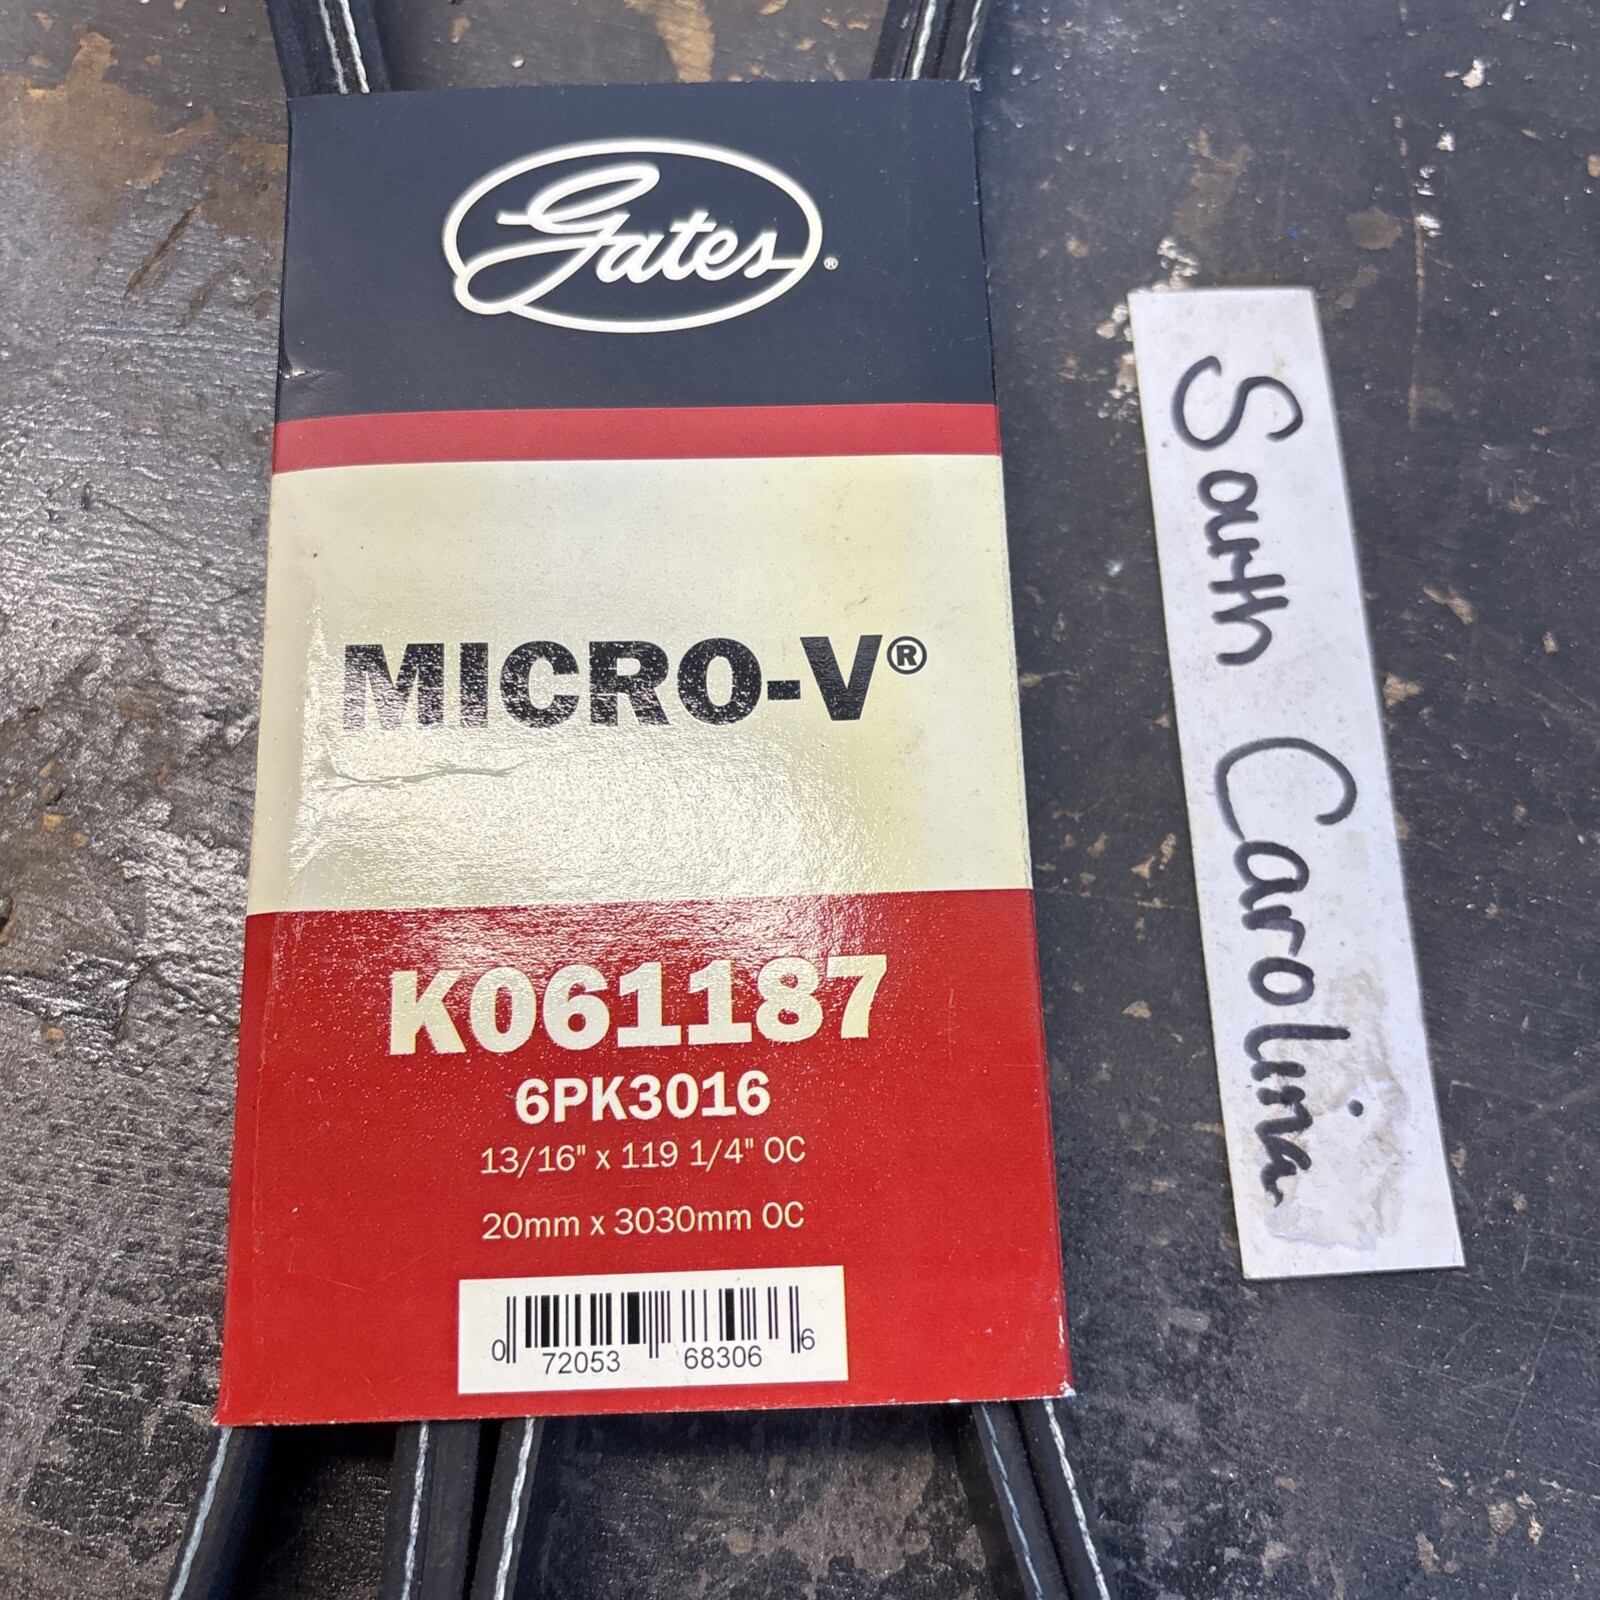 Gates®
MICRO-V®
K061187
6PK3016
13/16" x 119 1/4" OC
20mm x 3030mm OC
0 72053 68306 6
South Carolina